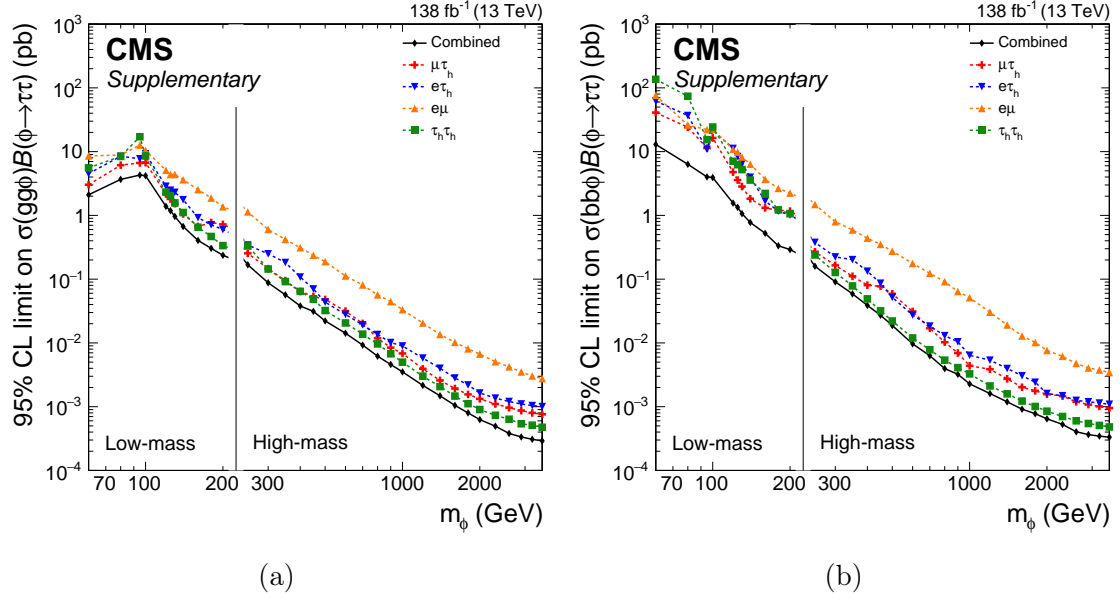 138 fb⁻¹ (13 TeV)
CMS
Supplementary
Combined
μτₕ
eτₕ
eμ
τₕτₕ
95% CL limit on σ(ggϕ)B(ϕ→ττ) (pb)
10³
10²
10
1
10⁻¹
10⁻²
10⁻³
10⁻⁴
Low-mass
High-mass
70 100 200 300 1000 2000
m_ϕ (GeV)
(a)
138 fb⁻¹ (13 TeV)
CMS
Supplementary
Combined
μτₕ
eτₕ
eμ
τₕτₕ
95% CL limit on σ(bbϕ)B(ϕ→ττ) (pb)
10³
10²
10
1
10⁻¹
10⁻²
10⁻³
10⁻⁴
Low-mass
High-mass
70 100 200 300 1000 2000
m_ϕ (GeV)
(b)